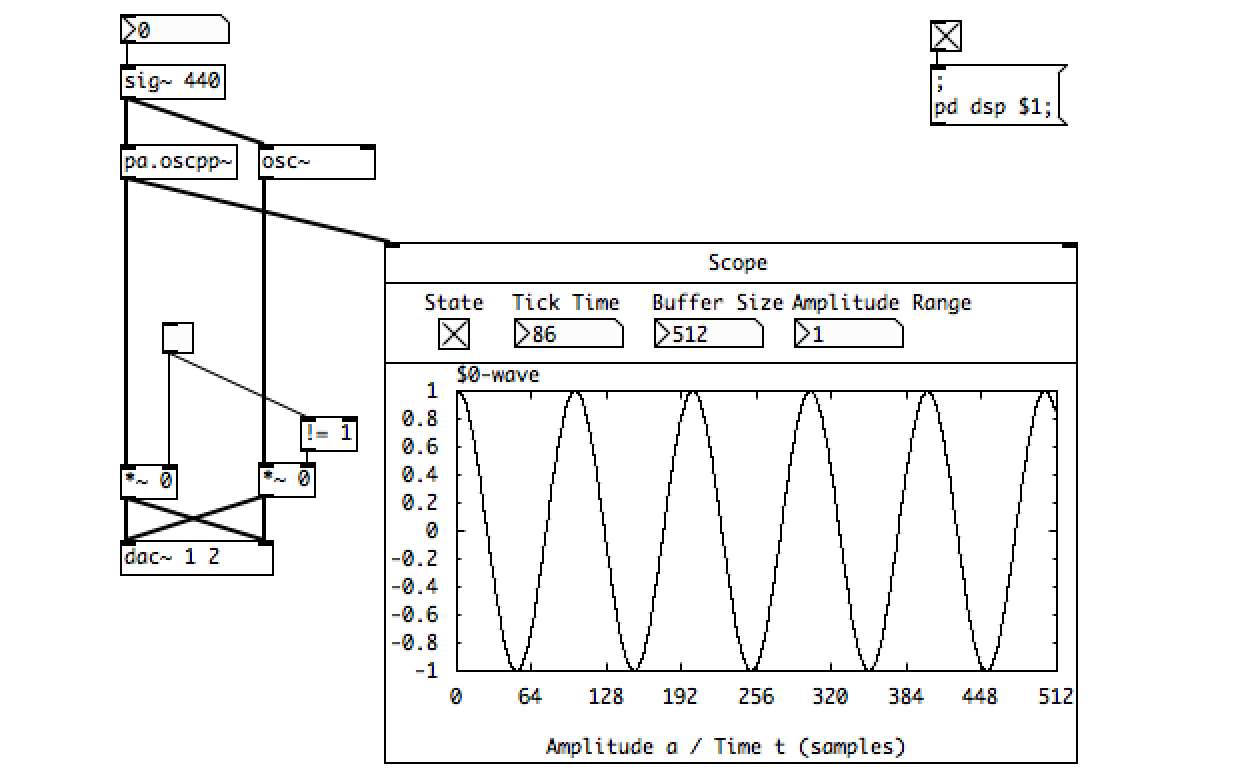 0
sig~ 440
pa.oscpp~
osc~
;
pd dsp $1;
Scope
State Tick Time Buffer Size Amplitude Range
86 512 1
$0-wave
1
0.8
0.6
0.4
0.2
0
-0.2
-0.4
-0.6
-0.8
-1
0 64 128 192 256 320 384 448 512
Amplitude a / Time t (samples)
!= 1
*~ 0
*~ 0
dac~ 1 2